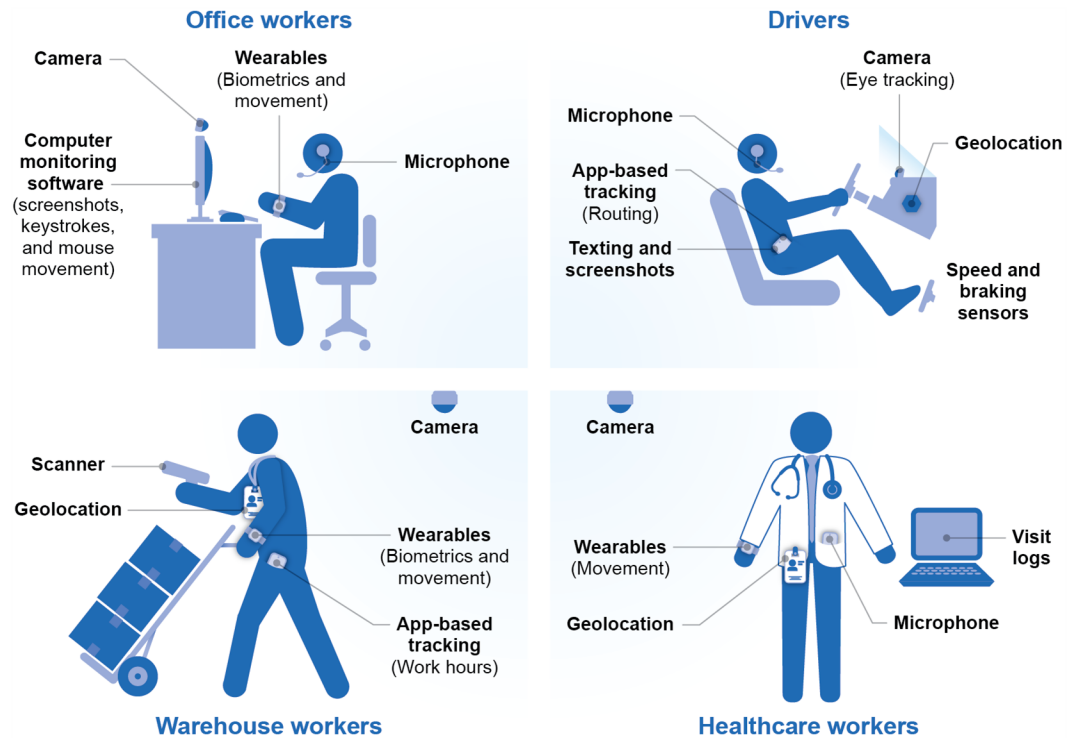 Office workers
Camera
Wearables
(Biometrics and
movement)
Computer
monitoring
software
(screenshots,
keystrokes,
and mouse
movement)
Microphone
Drivers
Camera
(Eye tracking)
Microphone
Geolocation
App-based
tracking
(Routing)
Texting and
screenshots
Speed and
braking
sensors
Camera
Scanner
Geolocation
Wearables
(Biometrics and
movement)
App-based
tracking
(Work hours)
Warehouse workers
Camera
Wearables
(Movement)
Visit
logs
Geolocation
Microphone
Healthcare workers